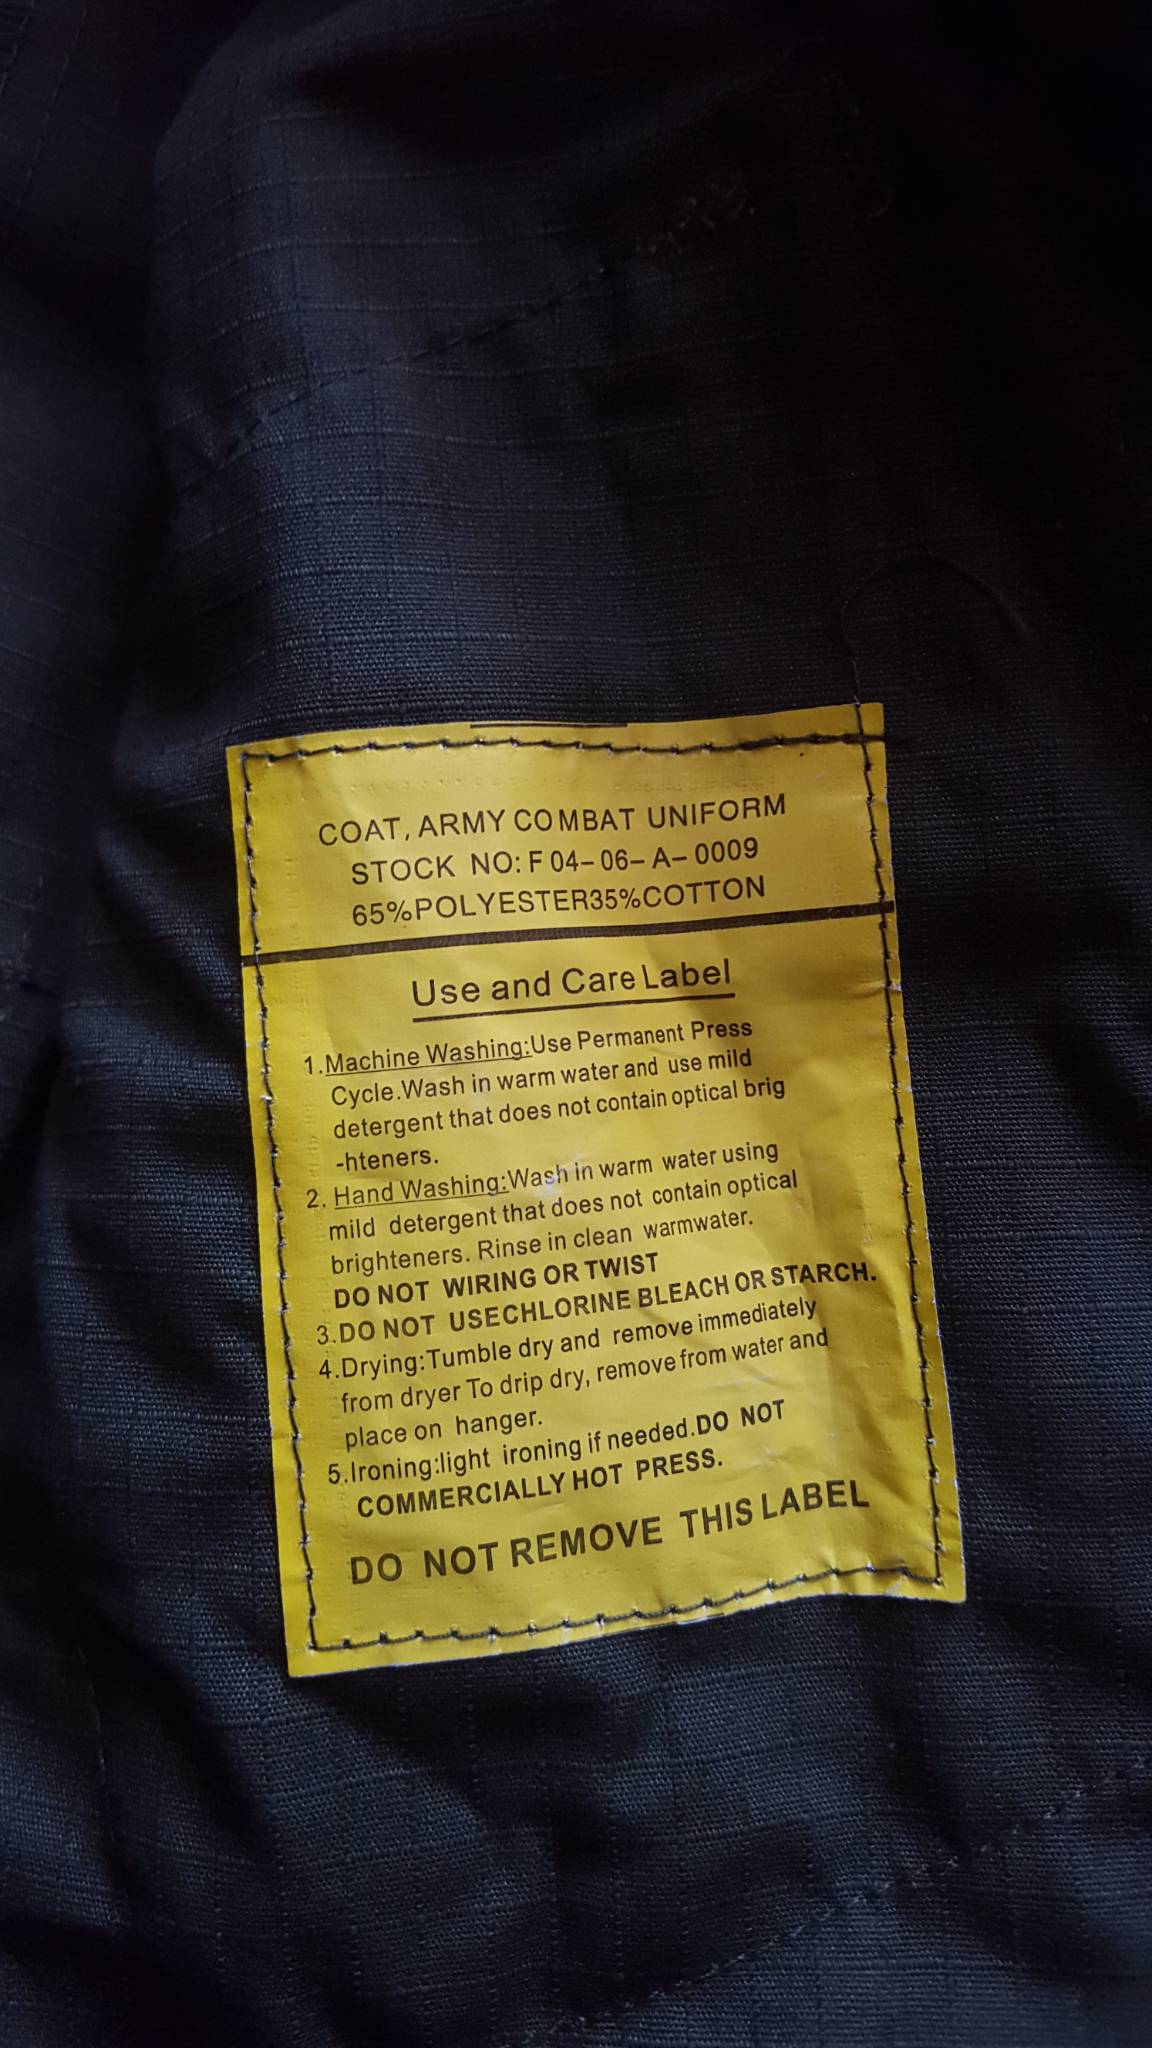 COAT, ARMY COMBAT UNIFORM
STOCK NO: F 04-06-A-0009
65%POLYESTER35%COTTON
Use and Care Label
1.Machine Washing:Use Permanent Press
Cycle.Wash in warm water and use mild
detergent that does not contain optical brig
-hteners.
2. Hand Washing:Wash in warm water using
mild detergent that does not contain optical
brighteners. Rinse in clean warmwater.
DO NOT WIRING OR TWIST
3.DO NOT USECHLORINE BLEACH OR STARCH.
4.Drying:Tumble dry and remove immediately
from dryer To drip dry, remove from water and
place on hanger.
5.Ironing:light ironing if needed.DO NOT
COMMERCIALLY HOT PRESS.
DO NOT REMOVE THIS LABEL